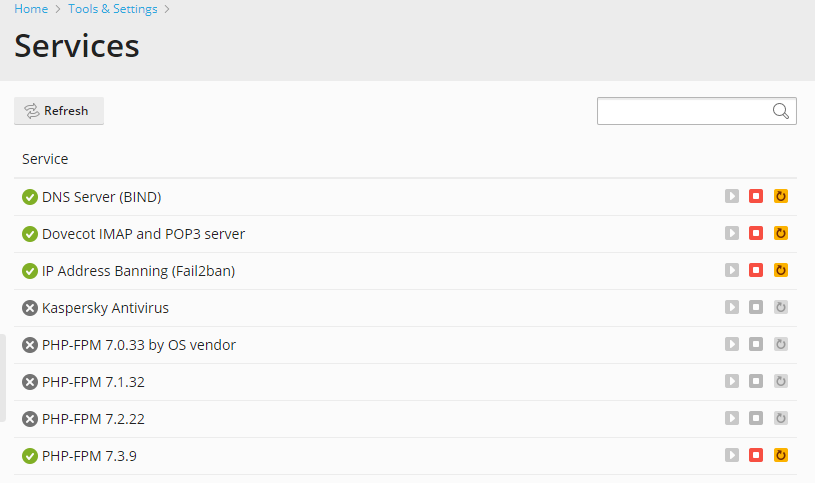 Home > Tools & Settings >
Services
Refresh
Service
DNS Server (BIND)
Dovecot IMAP and POP3 server
IP Address Banning (Fail2ban)
Kaspersky Antivirus
PHP-FPM 7.0.33 by OS vendor
PHP-FPM 7.1.32
PHP-FPM 7.2.22
PHP-FPM 7.3.9